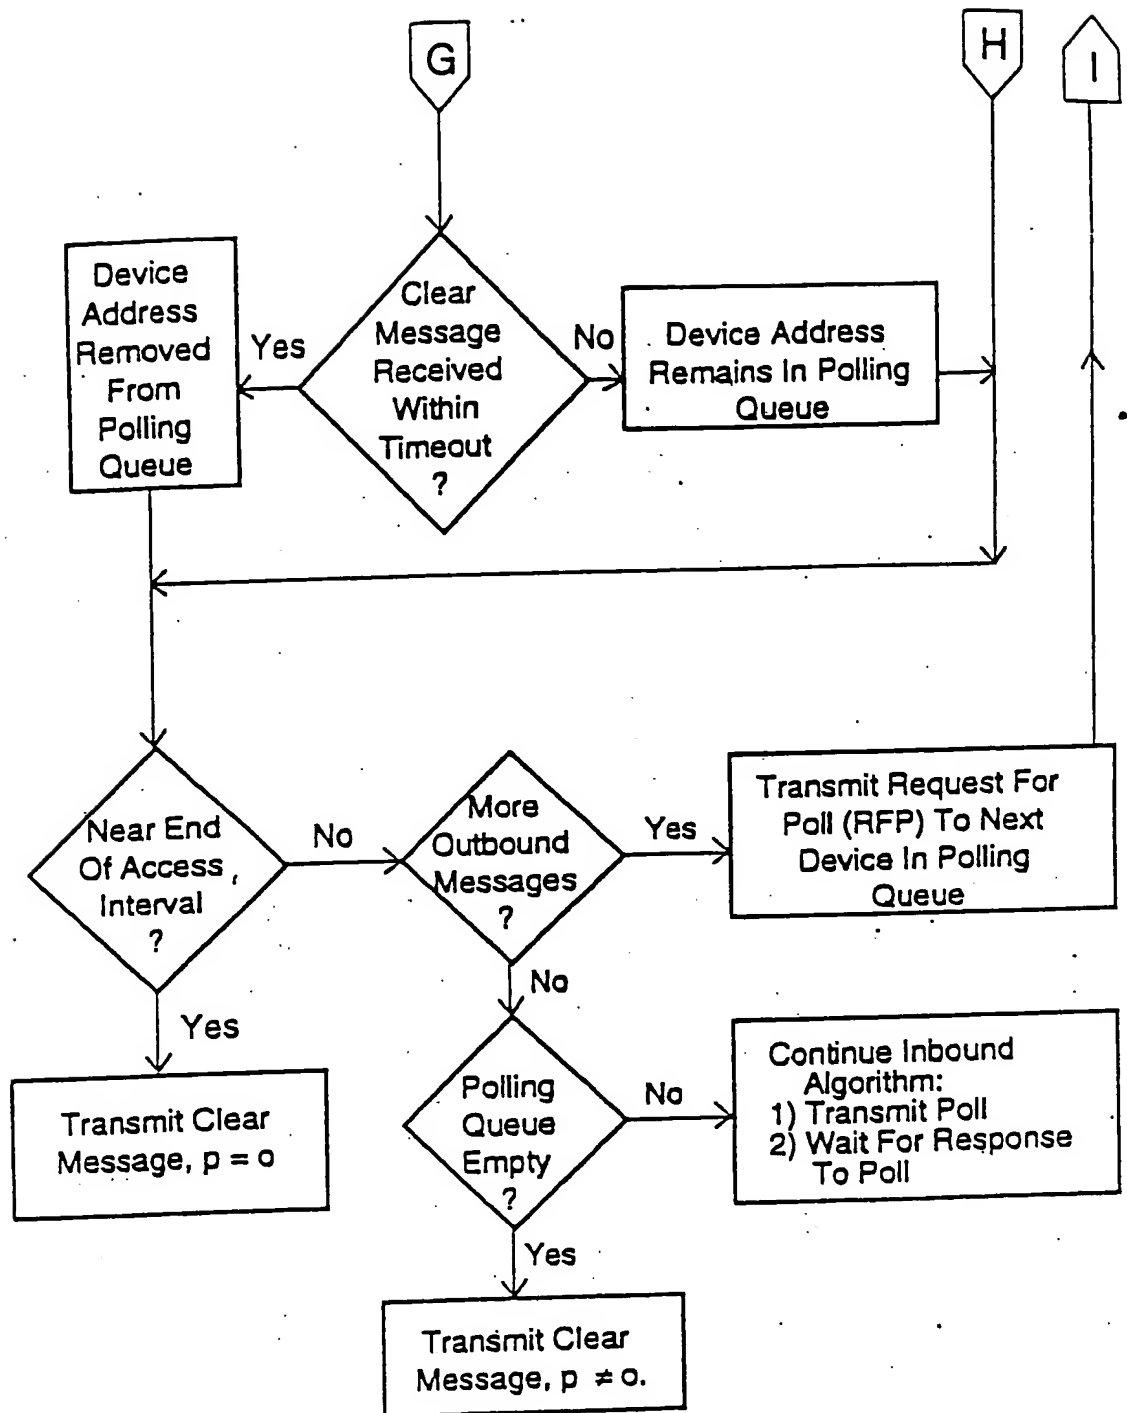 G
H
I
Device
Address
Removed
From
Polling
Queue
Yes
Clear
Message
Received
Within
Timeout
?
No
Device Address
Remains In Polling
Queue
Near End
Of Access
Interval
?
No
More
Outbound
Messages
?
Yes
Transmit Request For
Poll (RFP) To Next
Device In Polling
Queue
Yes
No
Transmit Clear
Message, p = o
Polling
Queue
Empty
?
No
Continue Inbound
Algorithm:
1) Transmit Poll
2) Wait For Response
To Poll
Yes
Transmit Clear
Message, p ≠ o.